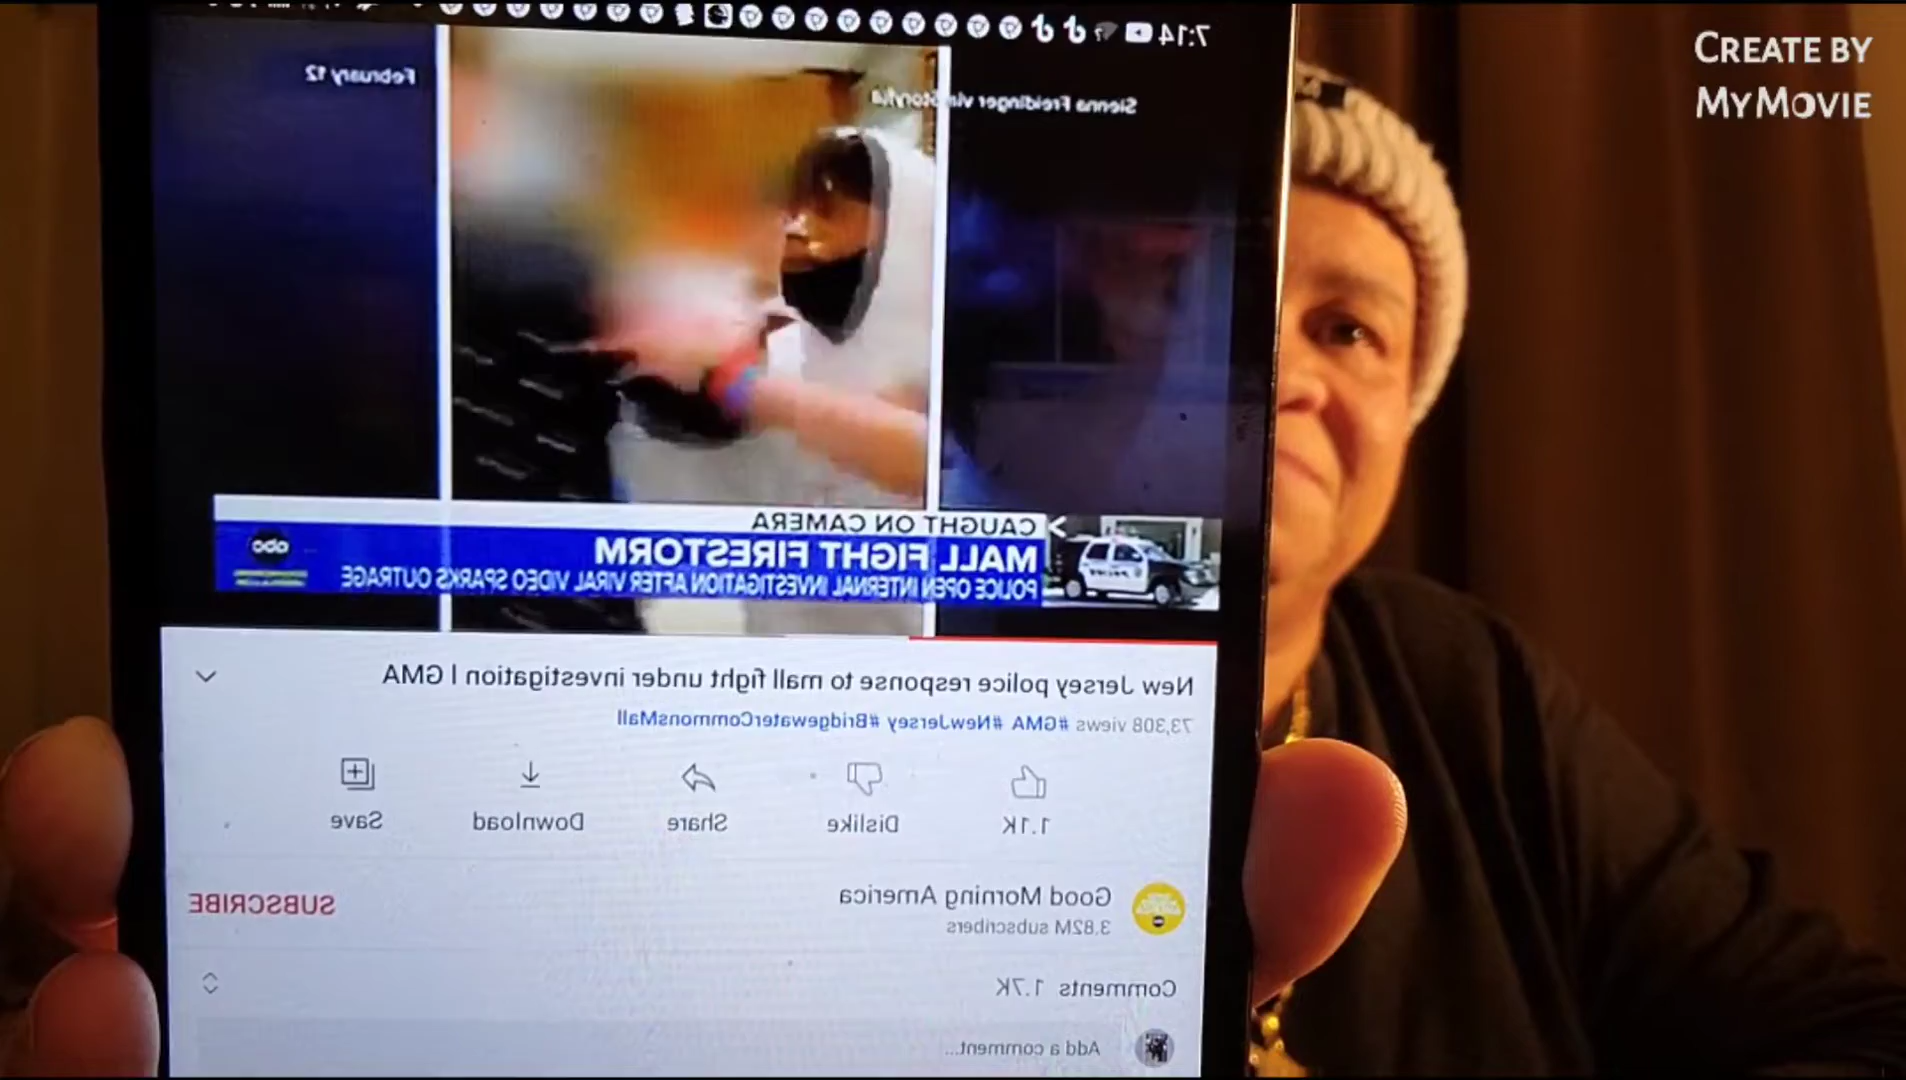 CREATE BY
MYMOVIE
7:14
February 12
Sienna Freidinger via Storyful
CAUGHT ON CAMERA
MALL FIGHT FIRESTORM
POLICE OPEN INTERNAL INVESTIGATION AFTER VIRAL VIDEO SPARKS OUTRAGE
abc
New Jersey police response to mall fight under investigation | GMA
73,308 views #GMA #NewJersey #BridgewaterCommonsMall
1.1K
Dislike
Share
Download
Save
Good Morning America
3.82M subscribers
SUBSCRIBE
Comments 1.7K
Add a comment...